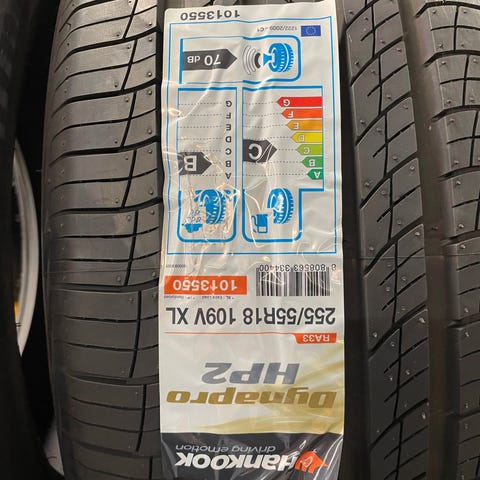 HANKOOK
driving emotion
Dynapro
HP2
RA33
255/55R18 109V XL
8 808563 334400
XL : Extra Load
1013550
A
B
C
D
E
F
G
B
A
B
C
D
E
F
G
C
70 dB
1222/2009 - C1
1013550